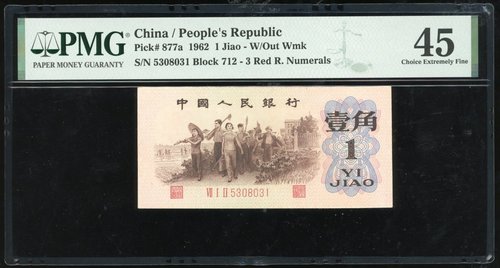 PMG
PAPER MONEY GUARANTY
China / People's Republic
Pick# 877a 1962 1 Jiao - W/Out Wmk
S/N 5308031 Block 712 - 3 Red R. Numerals
45
Choice Extremely Fine
中國人民銀行
壹角
1
YI
JIAO
Ⅶ Ⅰ Ⅱ 5308031